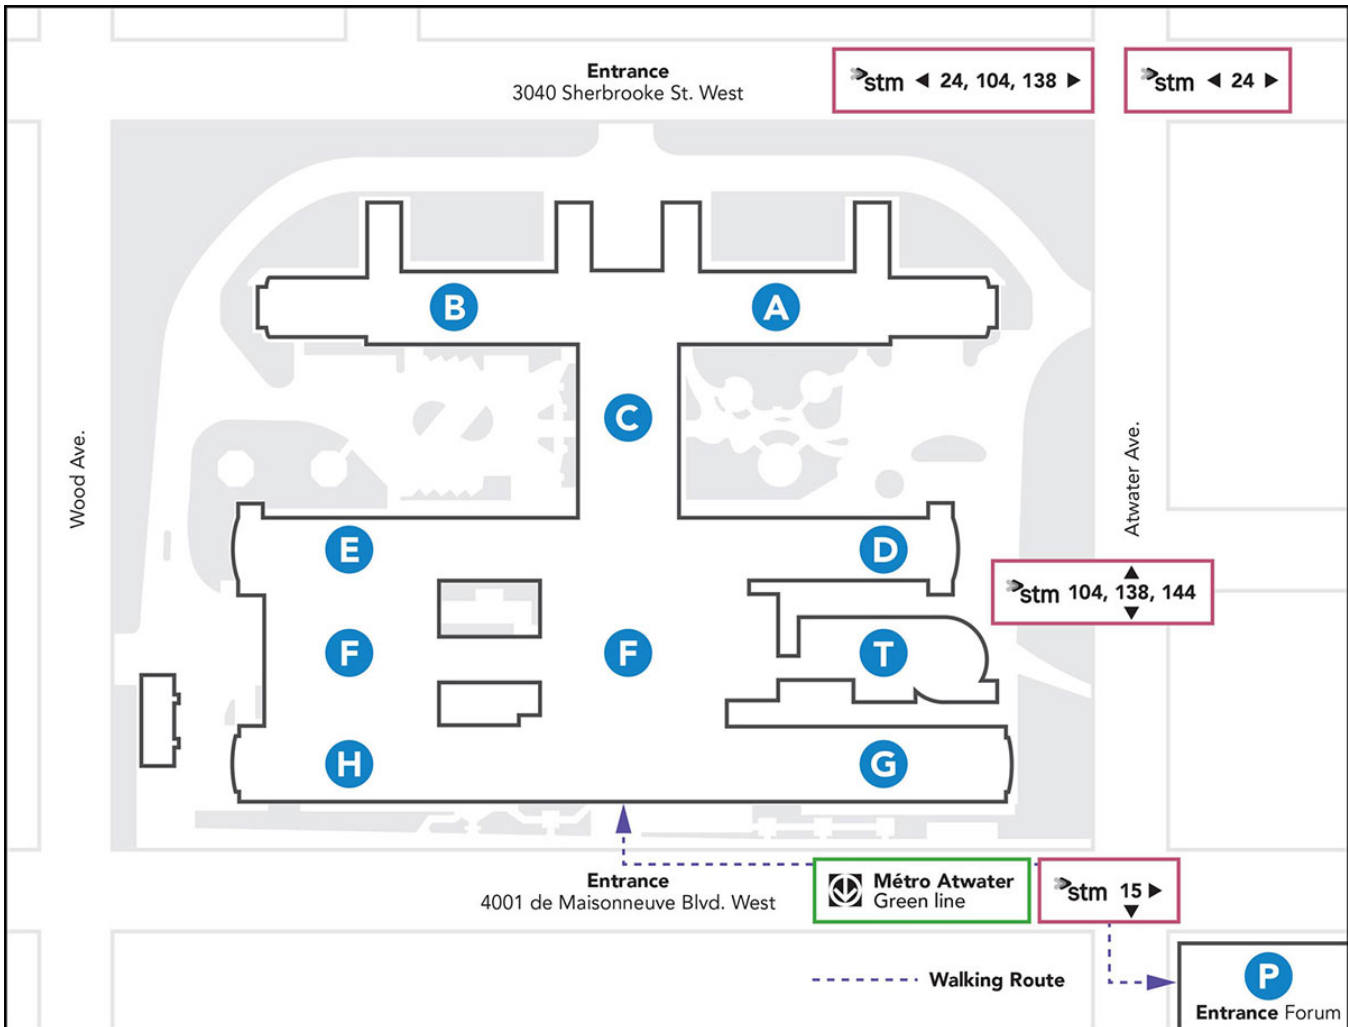 Entrance
3040 Sherbrooke St. West
stm ◄ 24, 104, 138 ►
stm ◄ 24 ►
B
A
C
Wood Ave.
Atwater Ave.
E
D
▲
stm 104, 138, 144
▼
F
F
T
H
G
Entrance
4001 de Maisonneuve Blvd. West
Métro Atwater
Green line
stm 15 ►
▼
Walking Route
P
Entrance Forum